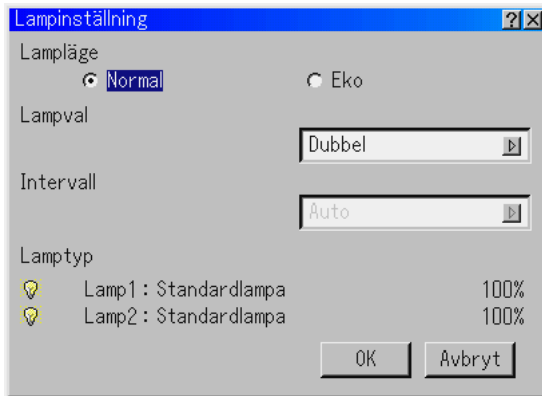 Lampinställning
Lampläge
Normal Eko
Lampval
Dubbel
Intervall
Auto
Lamptyp
Lamp1 : Standardlampa 100%
Lamp2 : Standardlampa 100%
OK Avbryt